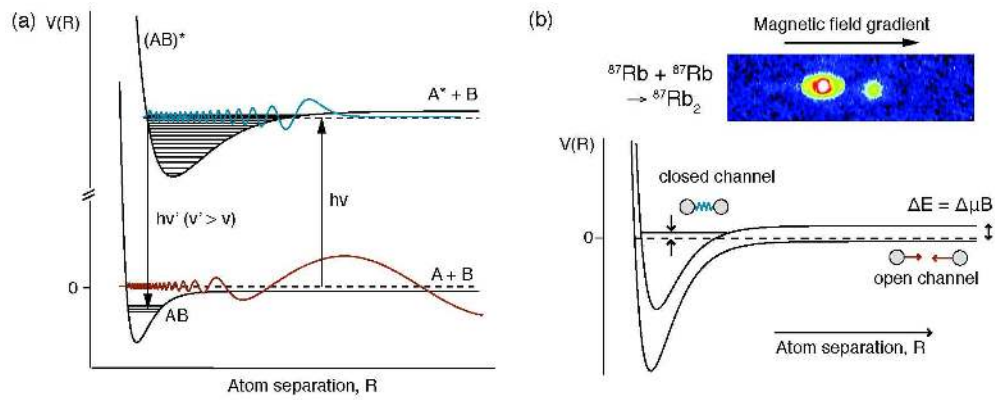 (a)
V(R)
(AB)*
A* + B
hν' (ν' > ν)
hν
A + B
0
AB
Atom separation, R
(b)
Magnetic field gradient
⁸⁷Rb + ⁸⁷Rb
→ ⁸⁷Rb₂
V(R)
closed channel
ΔE = ΔμB
0
open channel
Atom separation, R